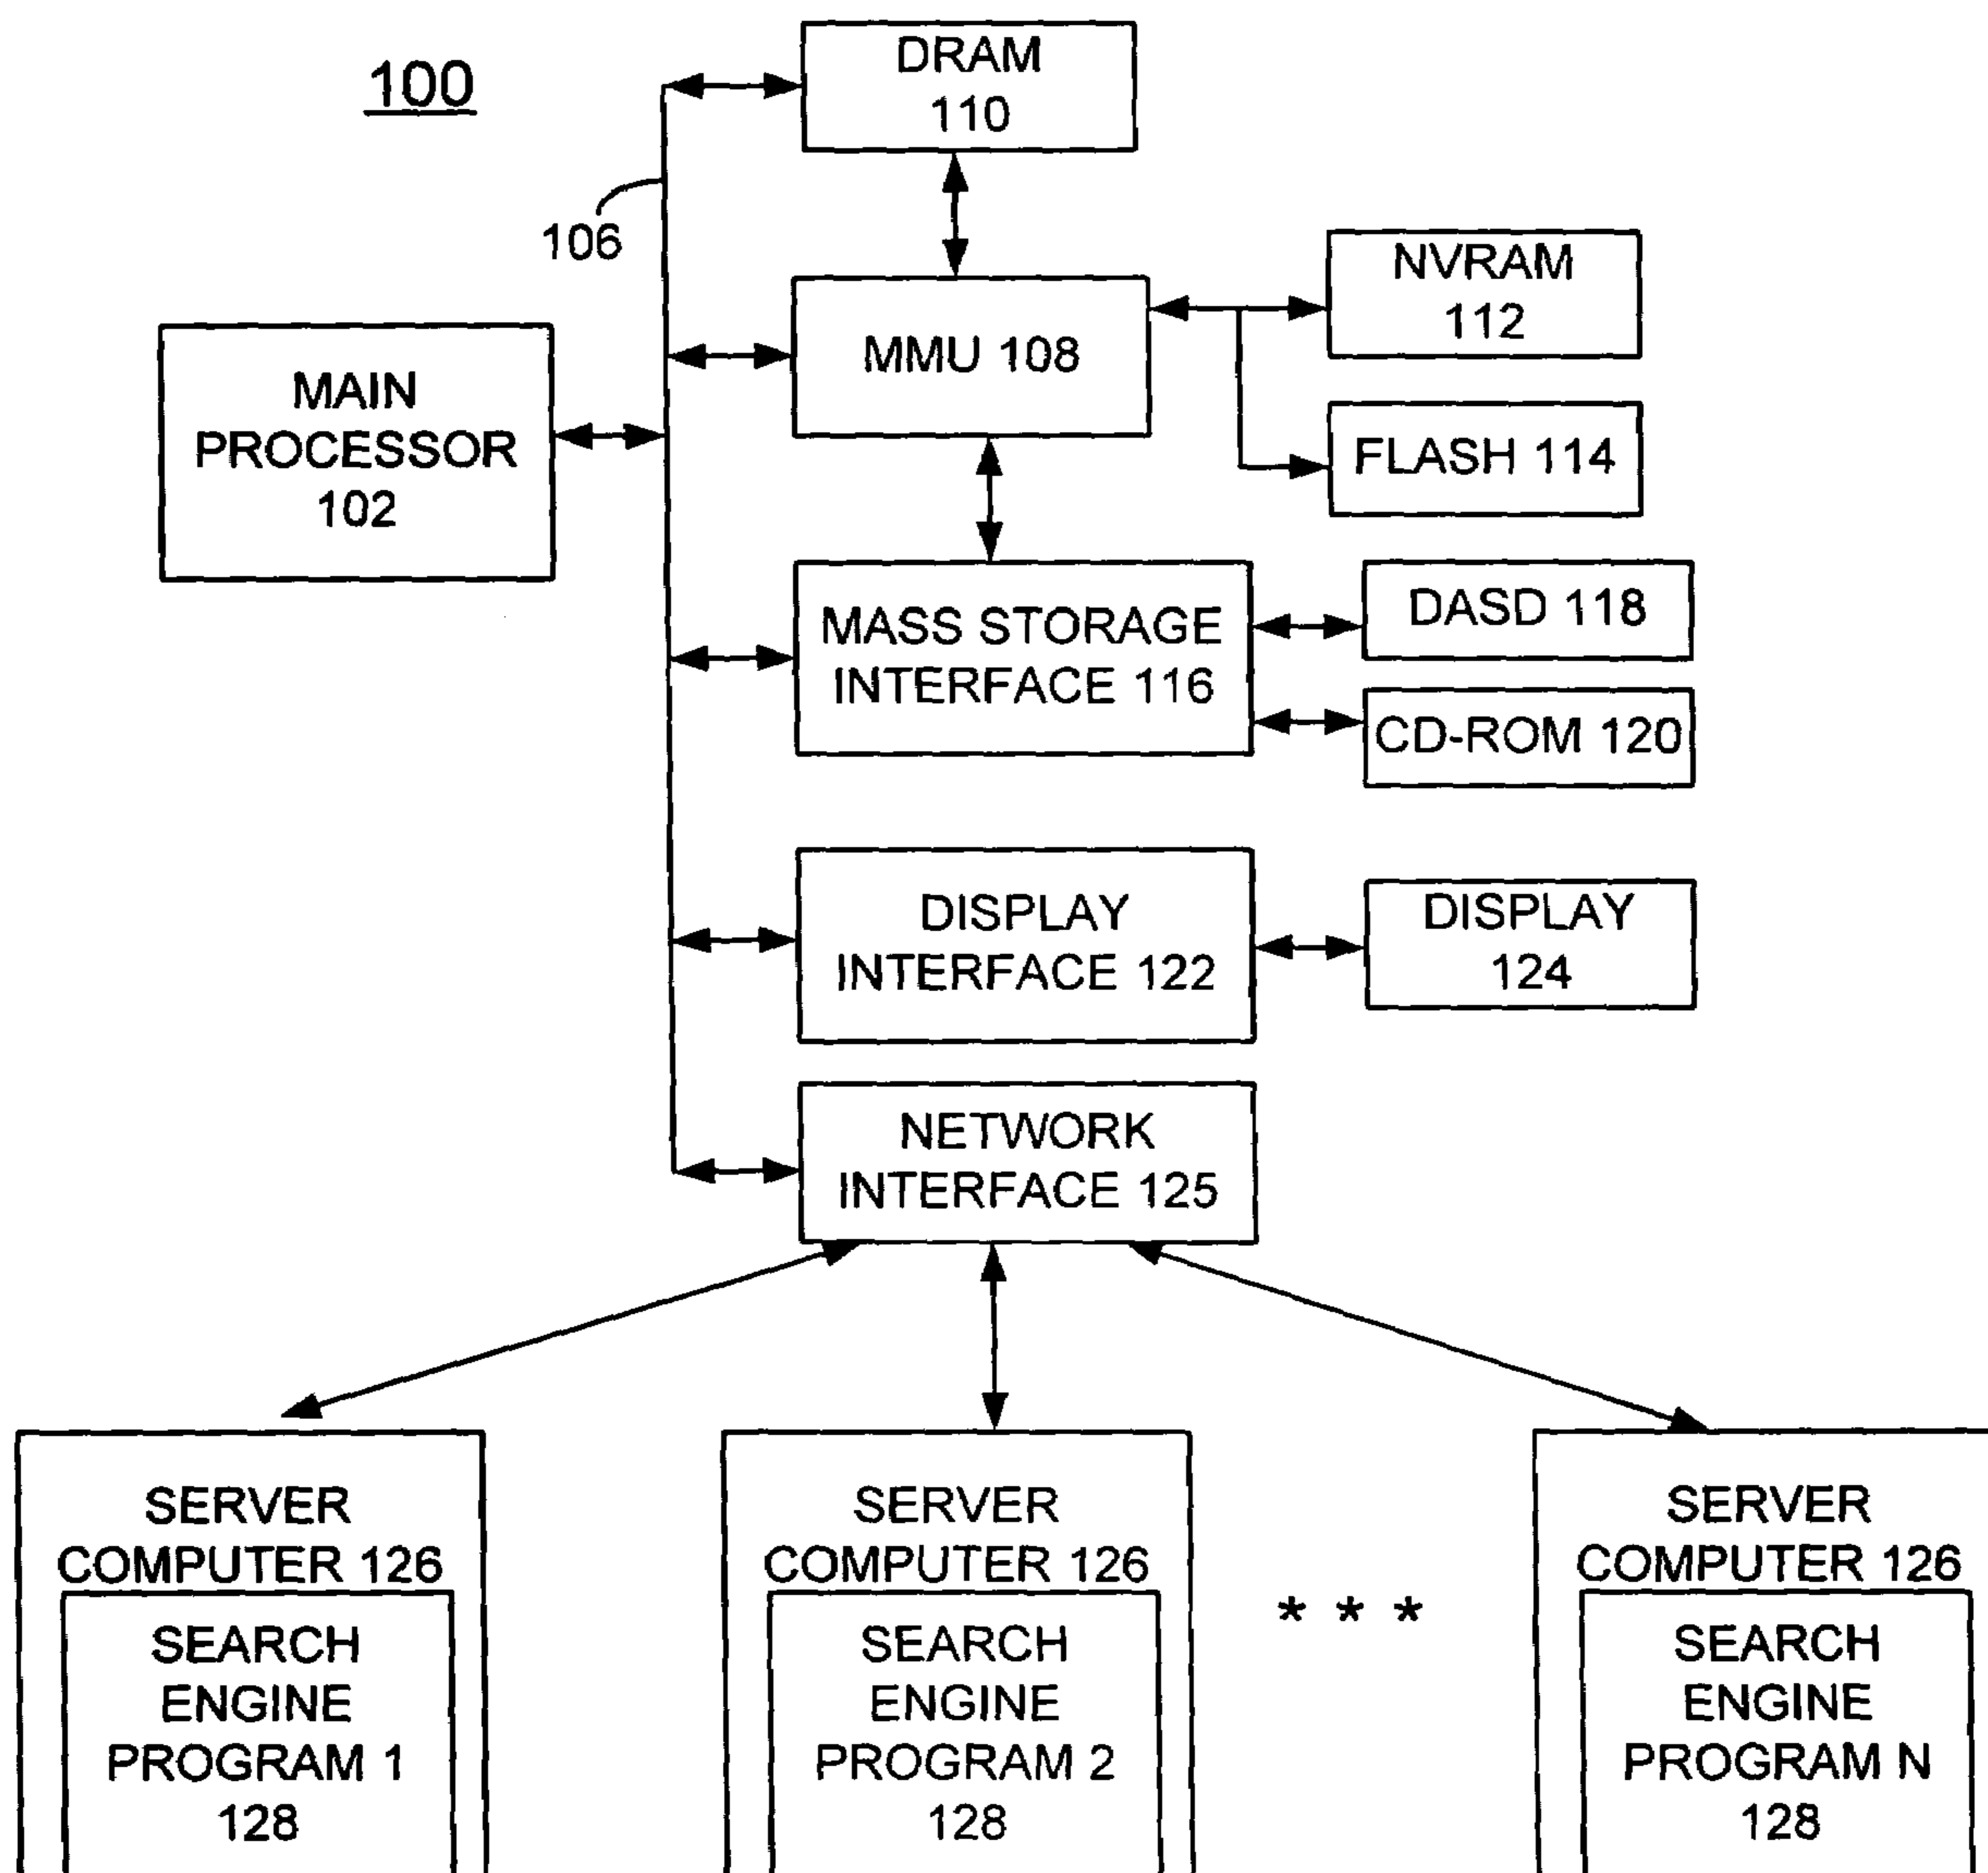 100
DRAM
110
106
NVRAM
112
MMU 108
MAIN
PROCESSOR
102
FLASH 114
MASS STORAGE
INTERFACE 116
DASD 118
CD-ROM 120
DISPLAY
INTERFACE 122
DISPLAY
124
NETWORK
INTERFACE 125
SERVER
COMPUTER 126
SEARCH
ENGINE
PROGRAM 1
128
SERVER
COMPUTER 126
SEARCH
ENGINE
PROGRAM 2
128
* * *
SERVER
COMPUTER 126
SEARCH
ENGINE
PROGRAM N
128